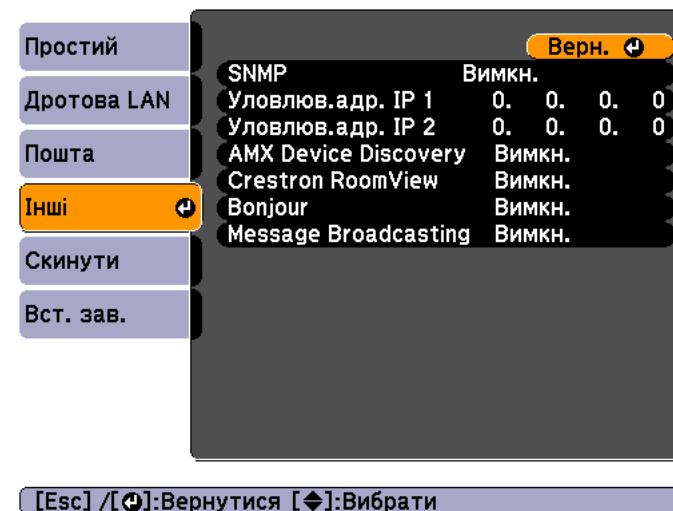 Простий
Дротова LAN
Пошта
Інші
Скинути
Вст. зав.
Верн.
SNMP Вимкн.
Уловлюв.адр. IP 1 0. 0. 0. 0
Уловлюв.адр. IP 2 0. 0. 0. 0
AMX Device Discovery Вимкн.
Crestron RoomView Вимкн.
Bonjour Вимкн.
Message Broadcasting Вимкн.
[Esc] /[⏎]:Вернутися [◆]:Вибрати